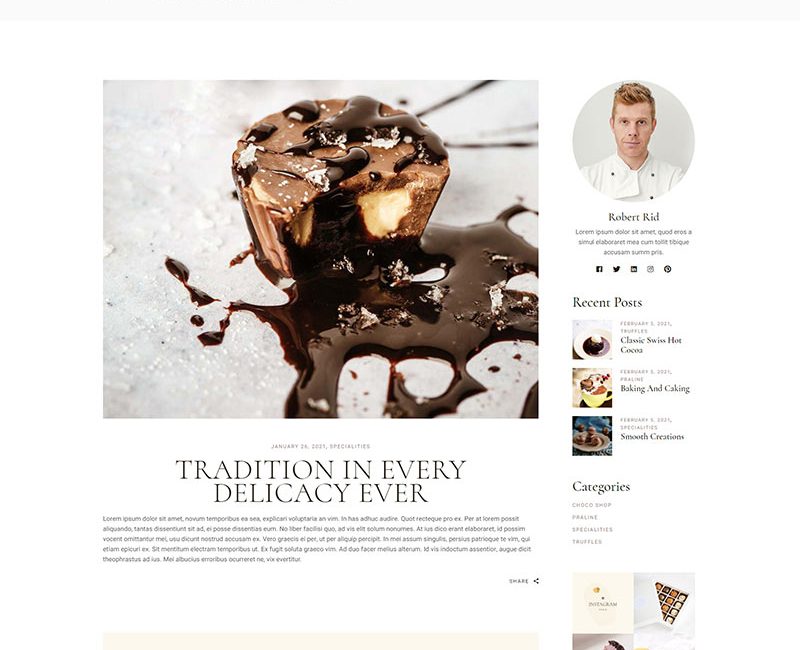 JANUARY 26, 2021, SPECIALITIES
TRADITION IN EVERY
DELICACY EVER
Lorem ipsum dolor sit amet, novum temporibus ea sea, explicari voluptaria an vim. In has adhuc audire. Quot recteque pro ex. Per at lorem possit
aliquando, tantas dissentiunt sit ad, ei posse dissentias eum. No liber facilisi quo, ad vis elit solum nonumes. At ius dico erant elaboraret, id possim
vocent omittantur mei, usu dicunt nostrud accusam ex. Vero graecis ei per, ut per aliquip percipit. In mei assum singulis, persius patrioque te vim, qui
etiam epicuri ex. Sit mentitum electram temporibus ut. Ex fugit soluta graeco vim. Ad duo facer melius alterum. Id vis indoctum assentior, augue dicit
theophrastus ad ius. Mei albucius erroribus ocurreret ne, vix evertitur.
SHARE
Røbert Rid
Lorem ipsum dolor sit amet, quod eros a
simul elaboraret mea cum tollit tibique
accusam summ pris.
Recent Posts
FEBRUARY 5, 2021,
TRUFFLES
Classic Swiss Hot
Cocoa
FEBRUARY 5, 2021,
PRALINE
Baking And Caking
FEBRUARY 5, 2021,
SPECIALITIES
Smooth Creations
Categories
CHOCO SHOP
PRALINE
SPECIALITIES
TRUFFLES
INSTAGRAM